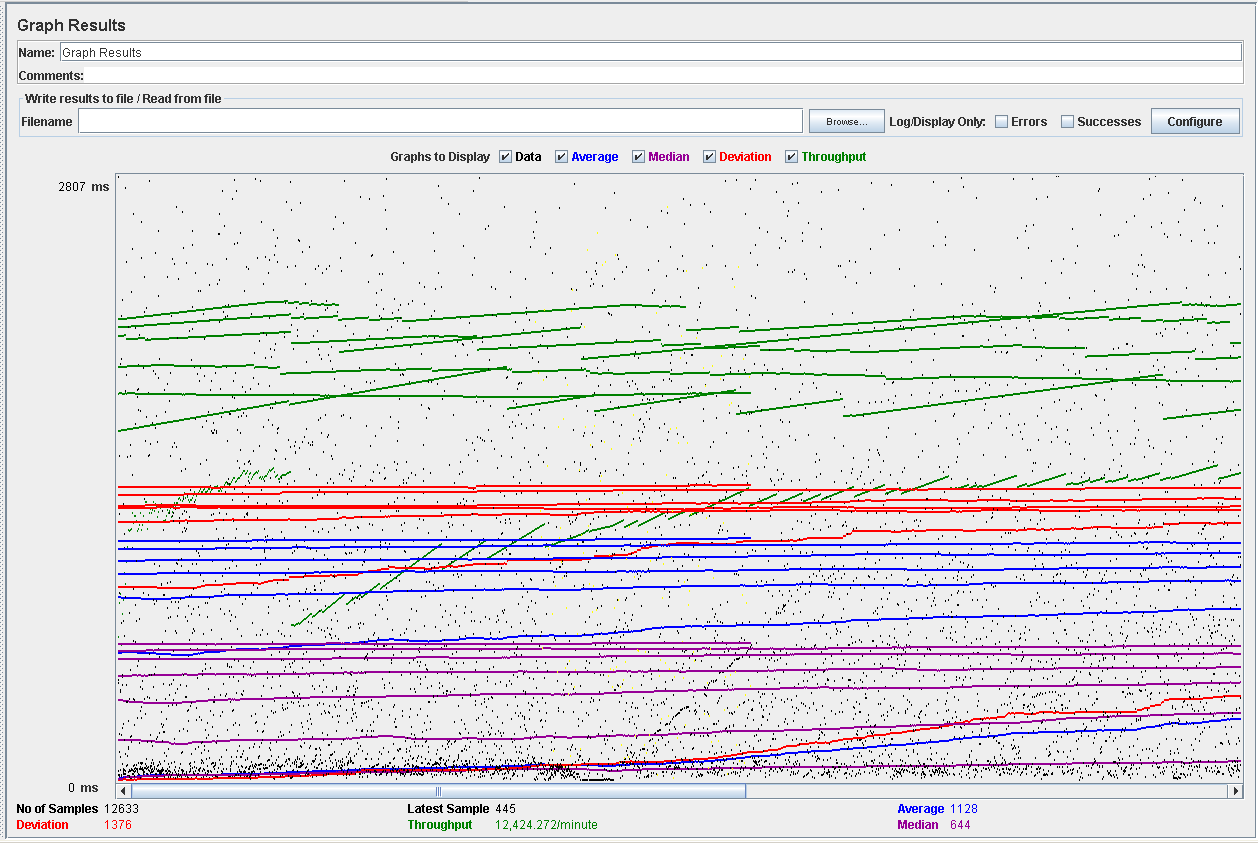 Graph Results
Name: Graph Results
Comments:
Write results to file / Read from file
Filename Browse... Log/Display Only: Errors Successes Configure
Graphs to Display Data Average Median Deviation Throughput
2807 ms
0 ms
No of Samples 12633 Latest Sample 445 Average 1128
Deviation 1376 Throughput 12,424.272/minute Median 644